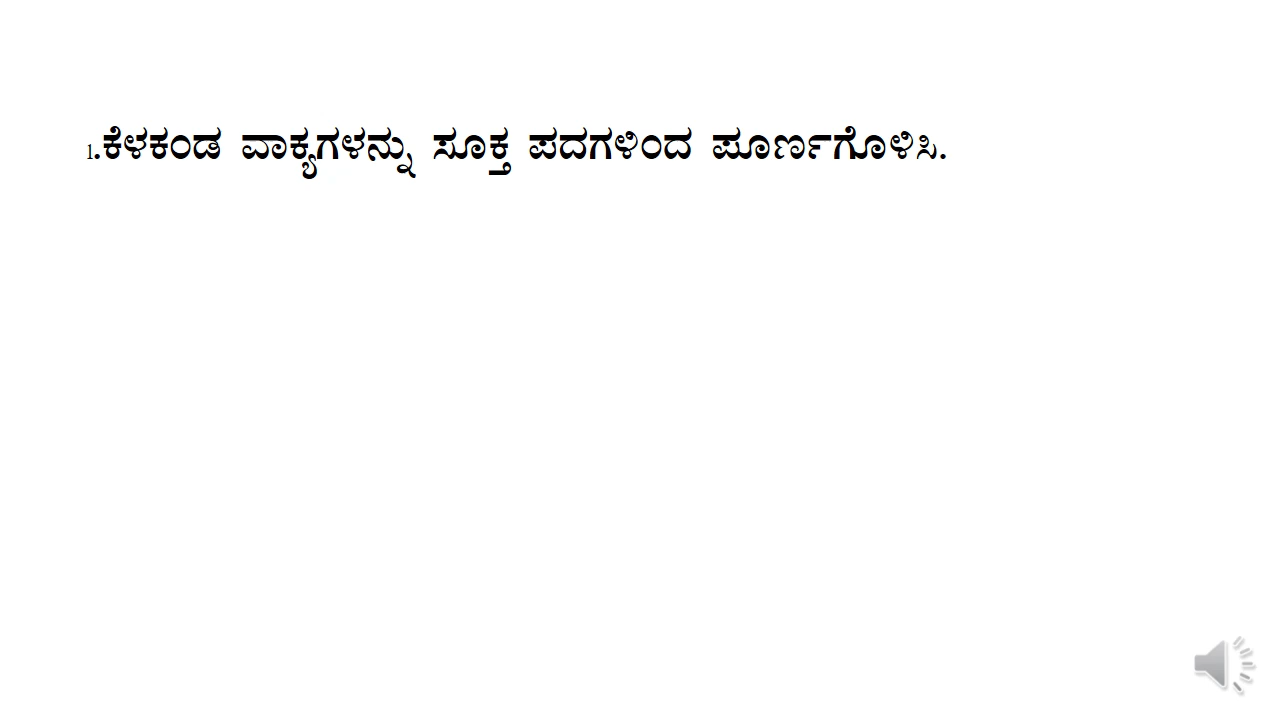 1.ಕೆಳಕಂಡ ವಾಕ್ಯಗಳನ್ನು ಸೂಕ್ತ ಪದಗಳಿಂದ ಪೂರ್ಣಗೊಳಿಸಿ.